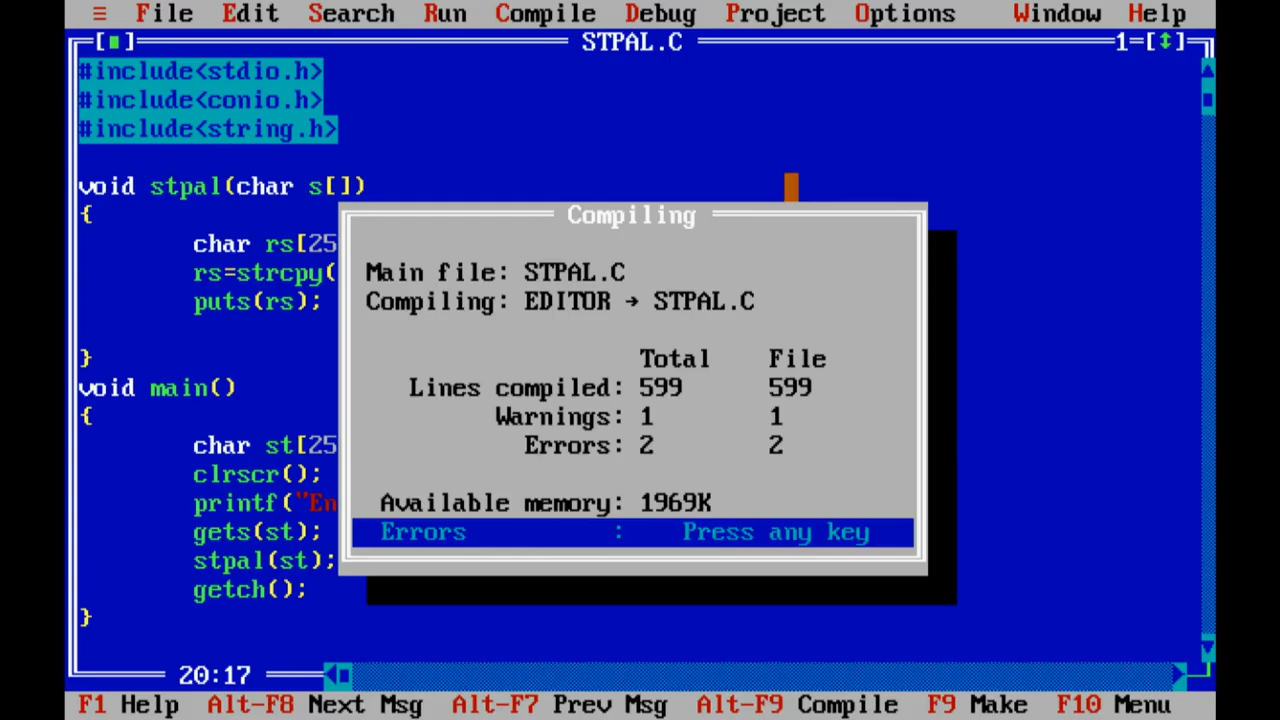 ≡ File Edit Search Run Compile Debug Project Options Window Help
[■] STPAL.C 1=[↕]
#include<stdio.h>
#include<conio.h>
#include<string.h>
void stpal(char s[])
{
char rs[25
rs=strcpy(
puts(rs);
}
void main()
{
char st[25
clrscr();
printf("En
gets(st);
stpal(st);
getch();
}
Compiling
Main file: STPAL.C
Compiling: EDITOR → STPAL.C
Total File
Lines compiled: 599 599
Warnings: 1 1
Errors: 2 2
Available memory: 1969K
Errors : Press any key
20:17
F1 Help Alt-F8 Next Msg Alt-F7 Prev Msg Alt-F9 Compile F9 Make F10 Menu